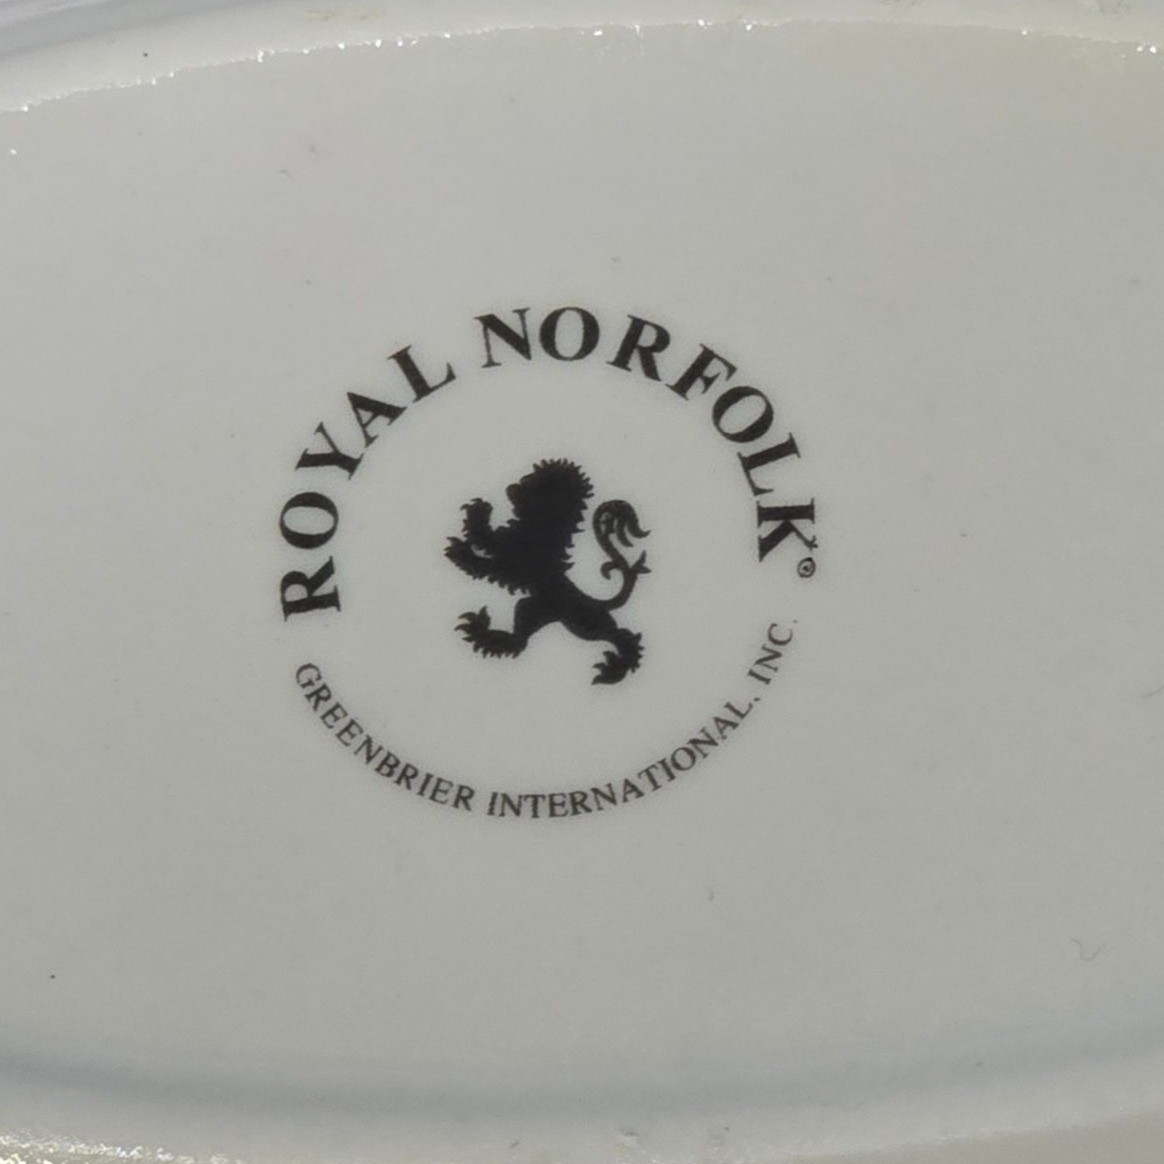 ROYAL NORFOLK®
GREENBRIER INTERNATIONAL, INC.